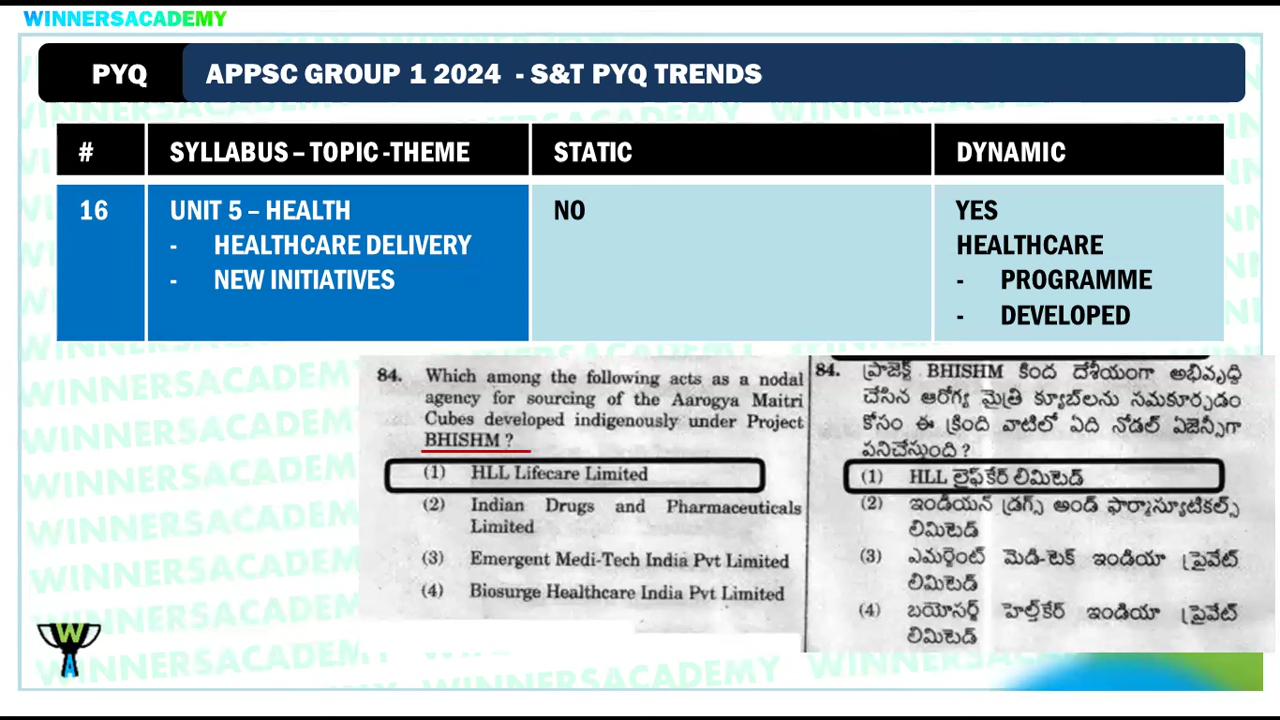 WINNERSACADEMY
PYQ
APPSC GROUP 1 2024 - S&T PYQ TRENDS
#
SYLLABUS – TOPIC -THEME
STATIC
DYNAMIC
16
UNIT 5 – HEALTH
- HEALTHCARE DELIVERY
- NEW INITIATIVES
NO
YES
HEALTHCARE
- PROGRAMME
- DEVELOPED
84. Which among the following acts as a nodal
agency for sourcing of the Aarogya Maitri
Cubes developed indigenously under Project
BHISHM ?
(1) HLL Lifecare Limited
(2) Indian Drugs and Pharmaceuticals
Limited
(3) Emergent Medi-Tech India Pvt Limited
(4) Biosurge Healthcare India Pvt Limited
84. ప్రాజెక్ట్ BHISHM కింద దేశీయంగా అభివృద్ధి
చేసిన ఆరోగ్య మైత్రి క్యూబ్‌లను సమకూర్చడం
కోసం ఈ క్రింది వాటిలో ఏది నోడల్ ఏజెన్సీగా
పనిచేస్తుంది ?
(1) HLL లైఫ్‌కేర్ లిమిటెడ్
(2) ఇండియన్ డ్రగ్స్ అండ్ ఫార్మాస్యూటికల్స్
లిమిటెడ్
(3) ఎమర్జెంట్ మెడి-టెక్ ఇండియా ప్రైవేట్
లిమిటెడ్
(4) బయోసర్జ్ హెల్త్‌కేర్ ఇండియా ప్రైవేట్
లిమిటెడ్
W
A